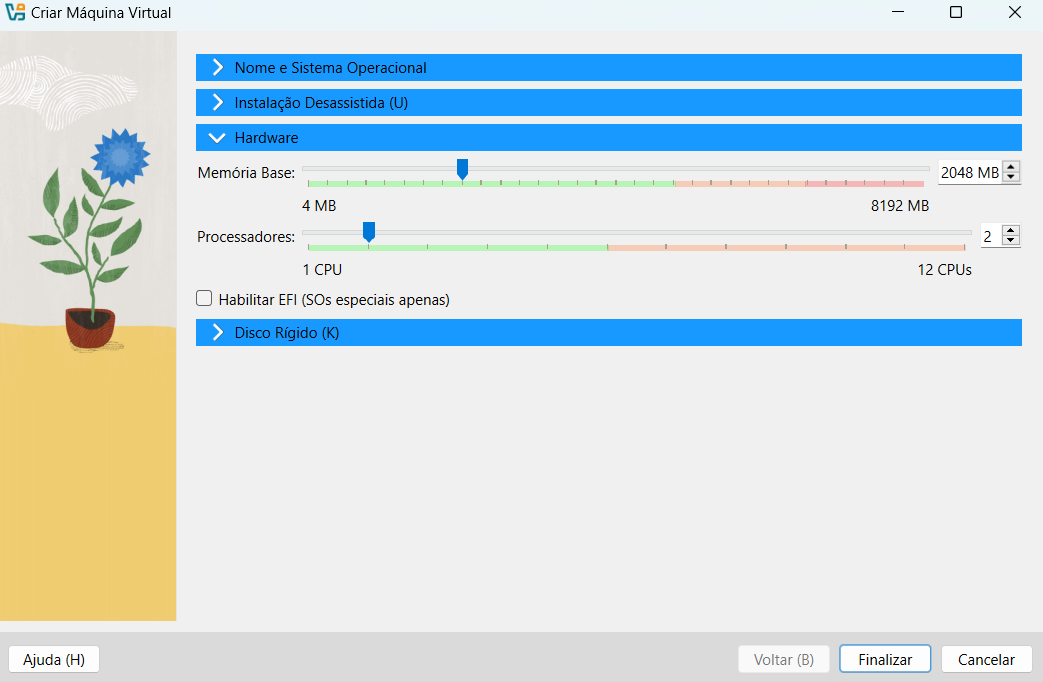 Criar Máquina Virtual
Nome e Sistema Operacional
Instalação Desassistida (U)
Hardware
Memória Base: 2048 MB
4 MB 8192 MB
Processadores: 2
1 CPU 12 CPUs
Habilitar EFI (SOs especiais apenas)
Disco Rígido (K)
Ajuda (H) Voltar (B) Finalizar Cancelar